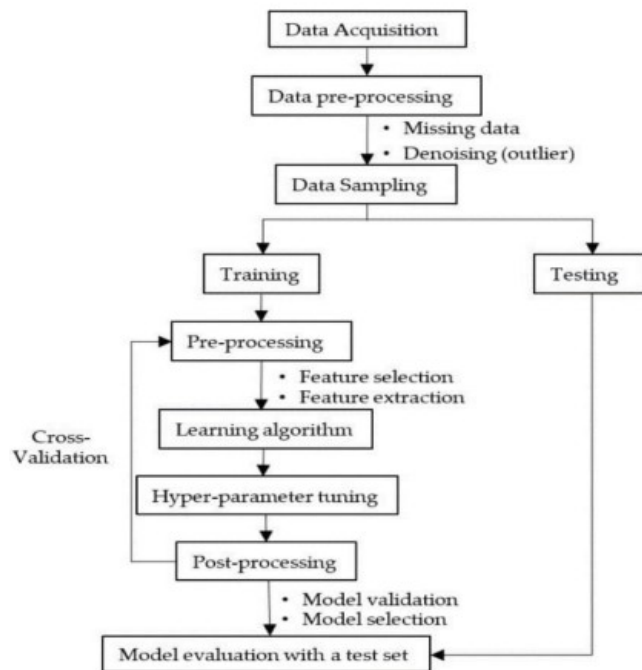 Data Acquisition
Data pre-processing
• Missing data
• Denoising (outlier)
Data Sampling
Training
Testing
Pre-processing
• Feature selection
• Feature extraction
Cross-
Validation
Learning algorithm
Hyper-parameter tuning
Post-processing
• Model validation
• Model selection
Model evaluation with a test set